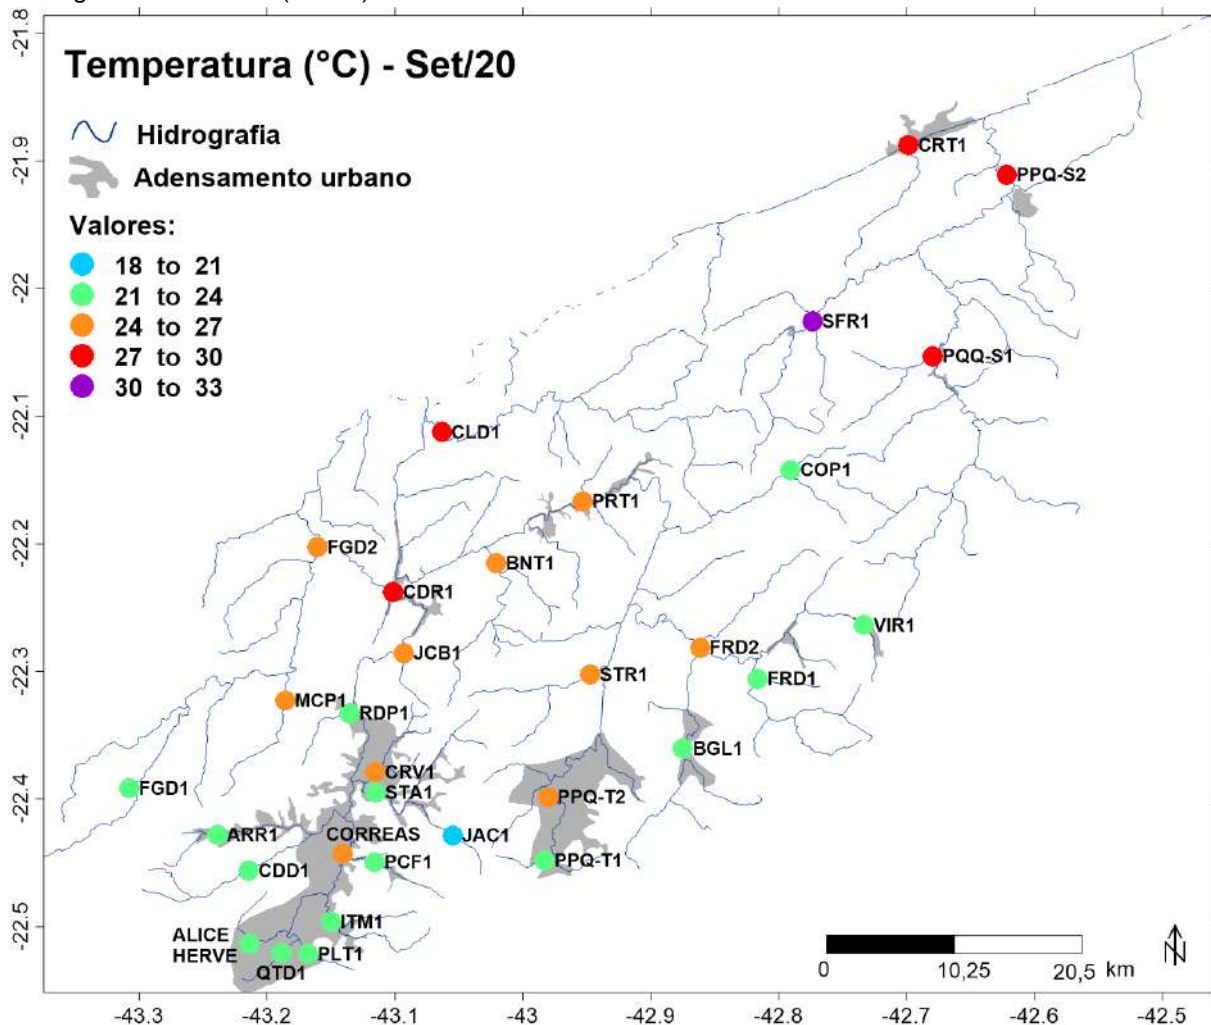 Temperatura (°C) - Set/20
Hidrografia
Adensamento urbano
Valores:
18 to 21
21 to 24
24 to 27
27 to 30
30 to 33
CRT1
PPQ-S2
SFR1
PQQ-S1
CLD1
COP1
PRT1
FGD2
BNT1
CDR1
VIR1
JCB1
FRD2
STR1
FRD1
MCP1
RDP1
BGL1
CRV1
FGD1
STA1
PPQ-T2
CORREAS
ARR1
JAC1
CDD1
PCF1
PPQ-T1
ITM1
ALICE
HERVE
PLT1
QTD1
0 10,25 20,5 km
N
-21.8
-21.9
-22
-22.1
-22.2
-22.3
-22.4
-22.5
-43.3 -43.2 -43.1 -43 -42.9 -42.8 -42.7 -42.6 -42.5